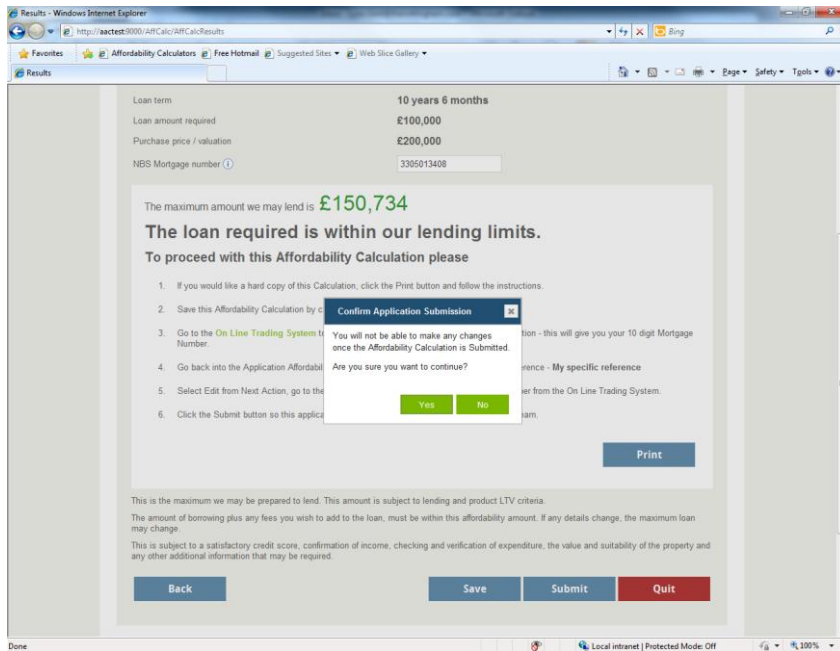 Results - Windows Internet Explorer
http://aactest:9000/AffCalc/AffCalcResults
Bing
Favorites Affordability Calculators Free Hotmail Suggested Sites Web Slice Gallery
Results Page Safety Tools
Loan term 10 years 6 months
Loan amount required £100,000
Purchase price / valuation £200,000
NBS Mortgage number 3305013408
The maximum amount we may lend is £150,734
The loan required is within our lending limits.
To proceed with this Affordability Calculation please
1. If you would like a hard copy of this Calculation, click the Print button and follow the instructions.
2. Save this Affordability Calculation by c
3. Go to the On Line Trading System t tion - this will give you your 10 digit Mortgage
Number.
4. Go back into the Application Affordabil erence - My specific reference
5. Select Edit from Next Action, go to the er from the On Line Trading System.
6. Click the Submit button so this applica am.
Confirm Application Submission
You will not be able to make any changes
once the Affordability Calculation is Submitted.
Are you sure you want to continue?
Yes No
Print
This is the maximum we may be prepared to lend. This amount is subject to lending and product LTV criteria.
The amount of borrowing plus any fees you wish to add to the loan, must be within this affordability amount. If any details change, the maximum loan
may change.
This is subject to a satisfactory credit score, confirmation of income, checking and verification of expenditure, the value and suitability of the property and
any other additional information that may be required.
Back Save Submit Quit
Done Local intranet | Protected Mode: Off 100%